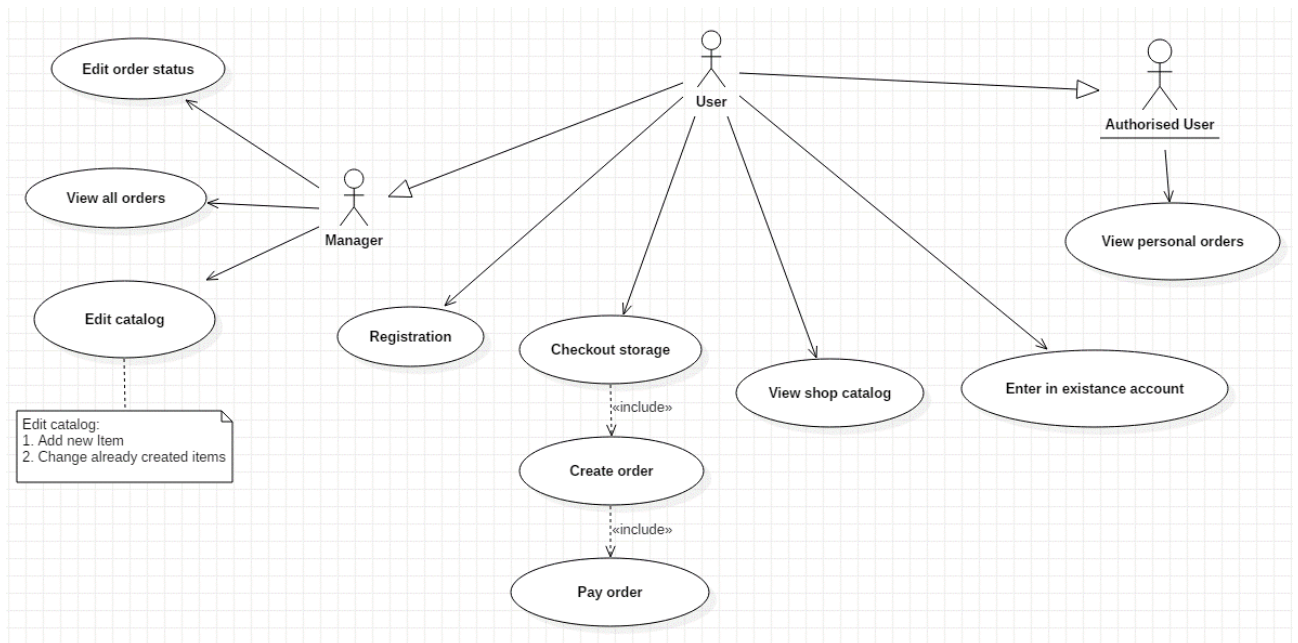 Edit order status
User
Authorised User
View all orders
Manager
View personal orders
Edit catalog
Registration
Checkout storage
View shop catalog
Enter in existance account
«include»
Edit catalog:
1. Add new Item
2. Change already created items
Create order
«include»
Pay order